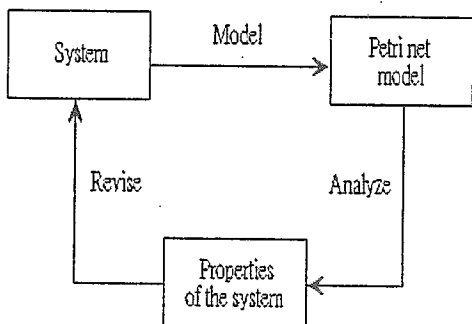 Model
System
Petri net
model
Revise
Analyze
Properties
of the system